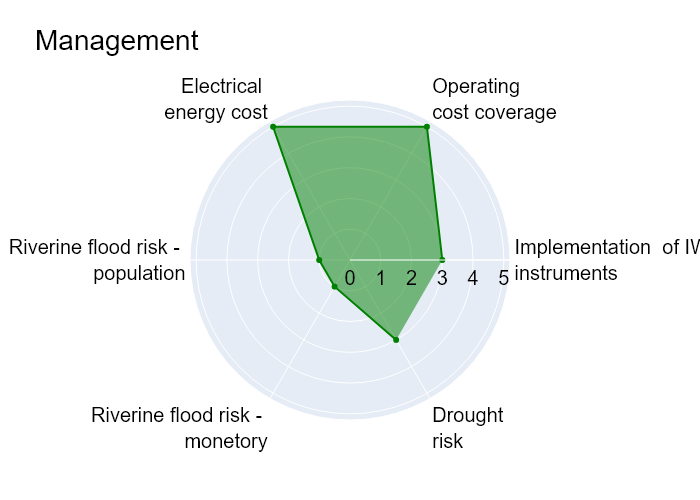 Management
Electrical
energy cost
Operating
cost coverage
Riverine flood risk -
population
Implementation  of IW
instruments
0 1 2 3 4 5
Riverine flood risk -
monetory
Drought
risk